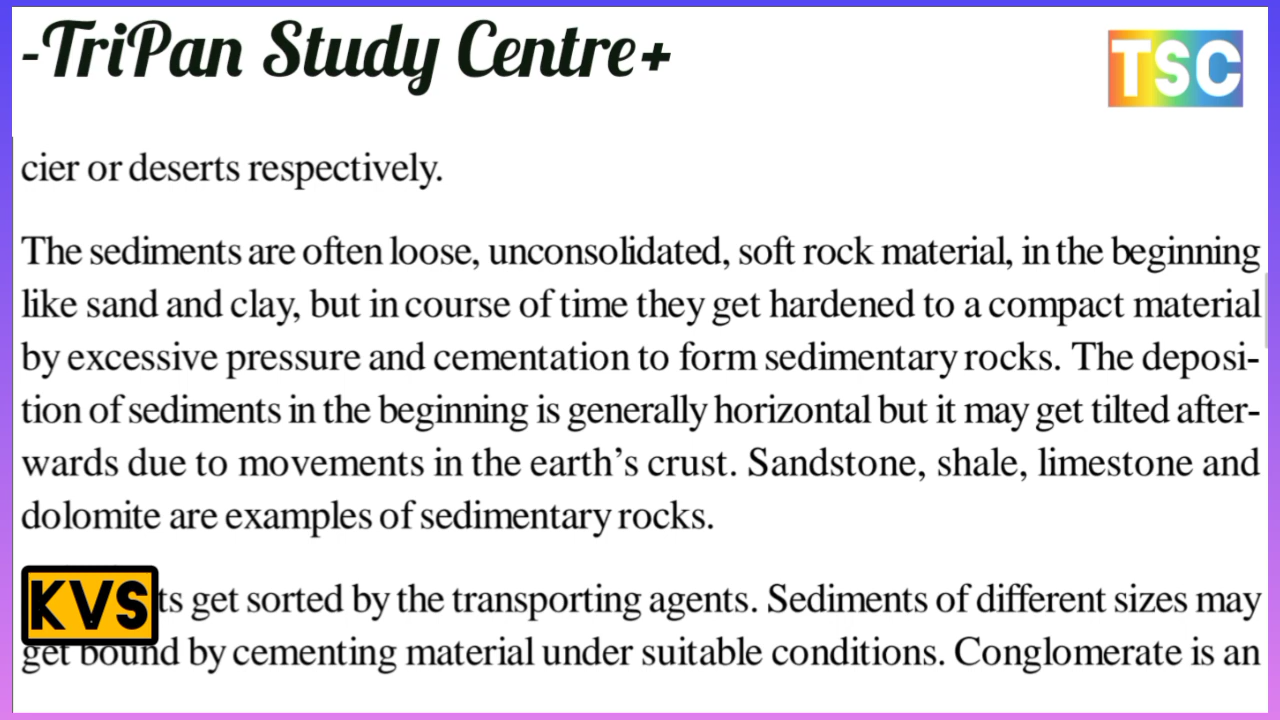 -TriPan Study Centre+
TSC
cier or deserts respectively.
The sediments are often loose, unconsolidated, soft rock material, in the beginning
like sand and clay, but in course of time they get hardened to a compact material
by excessive pressure and cementation to form sedimentary rocks. The deposi-
tion of sediments in the beginning is generally horizontal but it may get tilted after-
wards due to movements in the earth’s crust. Sandstone, shale, limestone and
dolomite are examples of sedimentary rocks.
KVS
ts get sorted by the transporting agents. Sediments of different sizes may
get bound by cementing material under suitable conditions. Conglomerate is an